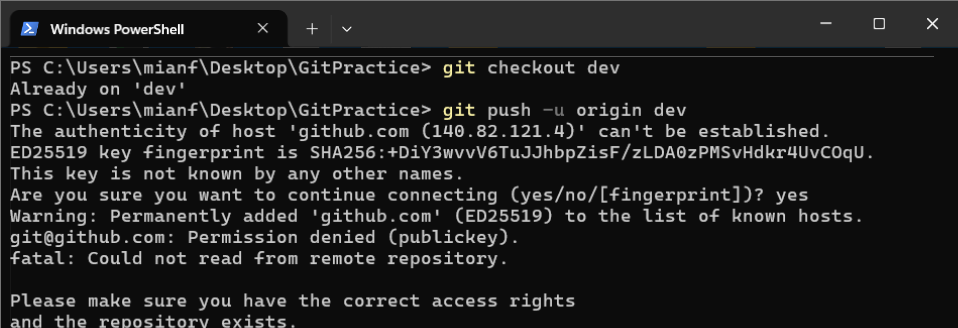 Windows PowerShell
PS C:\Users\mianf\Desktop\GitPractice> git checkout dev
Already on 'dev'
PS C:\Users\mianf\Desktop\GitPractice> git push -u origin dev
The authenticity of host 'github.com (140.82.121.4)' can't be established.
ED25519 key fingerprint is SHA256:+DiY3wvvV6TuJJhbpZisF/zLDA0zPMSvHdkr4UvCOqU.
This key is not known by any other names.
Are you sure you want to continue connecting (yes/no/[fingerprint])? yes
Warning: Permanently added 'github.com' (ED25519) to the list of known hosts.
git@github.com: Permission denied (publickey).
fatal: Could not read from remote repository.
Please make sure you have the correct access rights
and the repository exists.